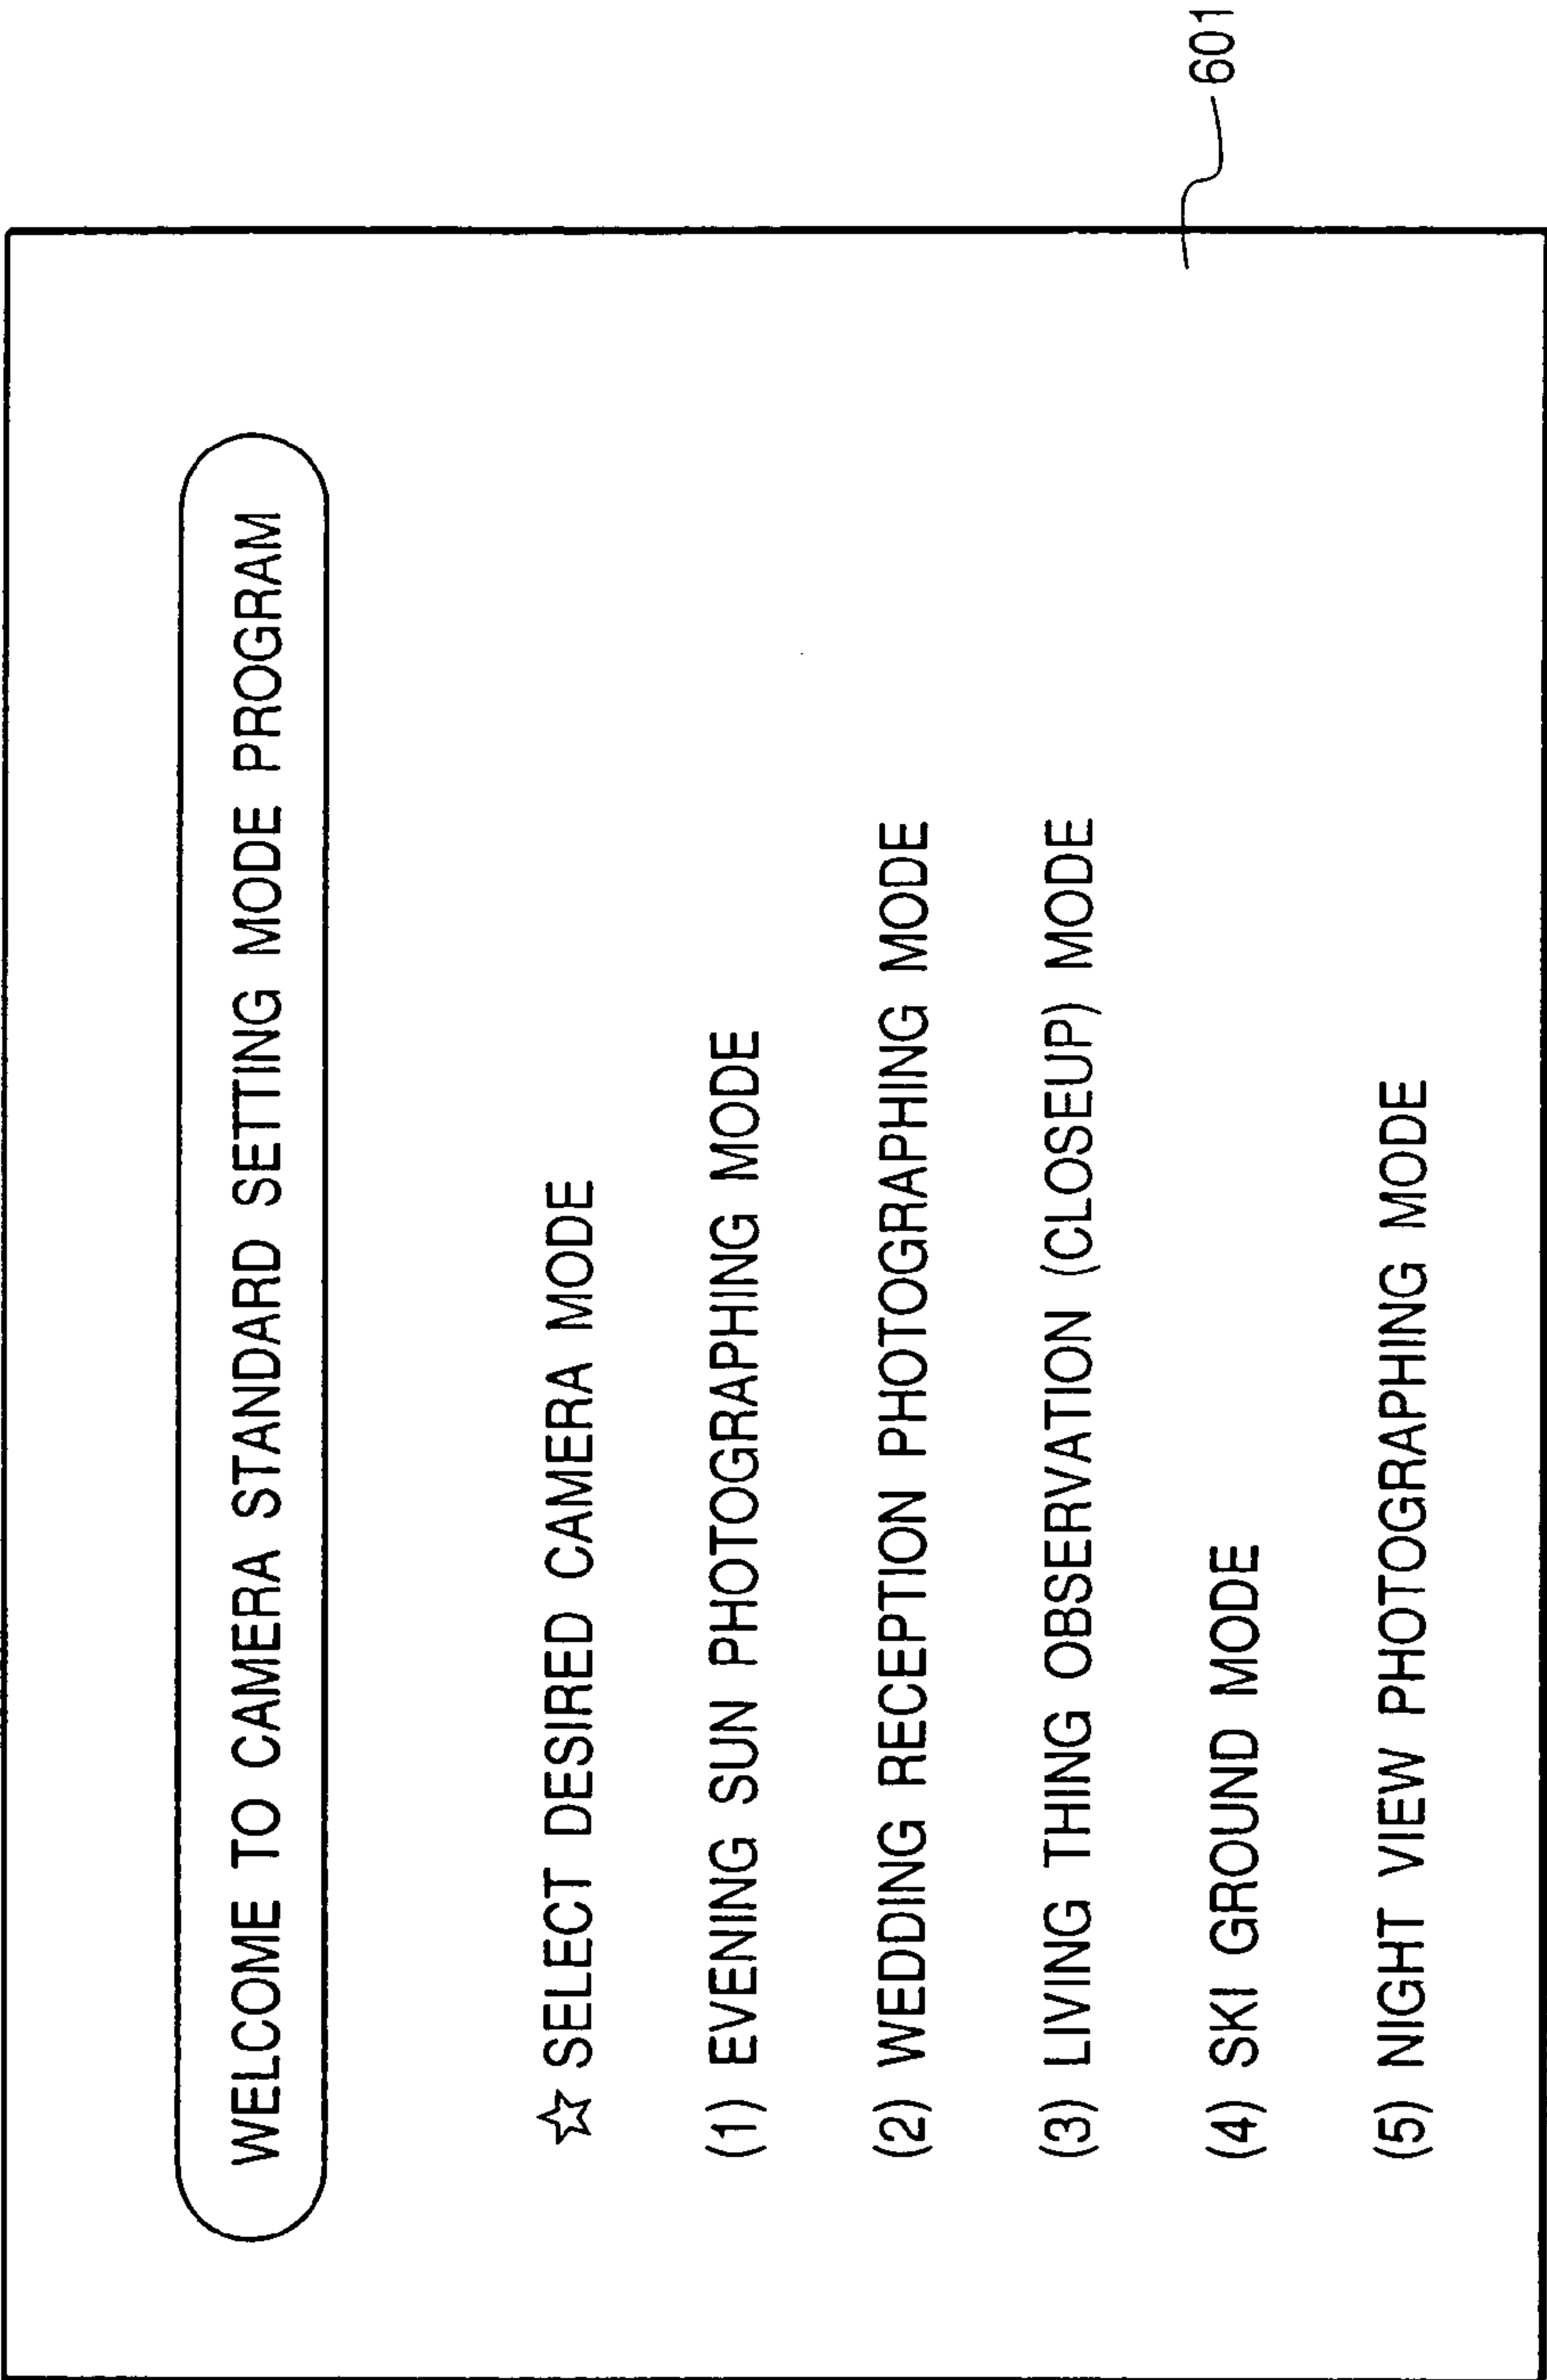 WELCOME TO CAMERA STANDARD SETTING MODE PROGRAM
☆ SELECT DESIRED CAMERA MODE
(1) EVENING SUN PHOTOGRAPHING MODE
(2) WEDDING RECEPTION PHOTOGRAPHING MODE
(3) LIVING THING OBSERVATION (CLOSEUP) MODE
(4) SKI GROUND MODE
(5) NIGHT VIEW PHOTOGRAPHING MODE
601